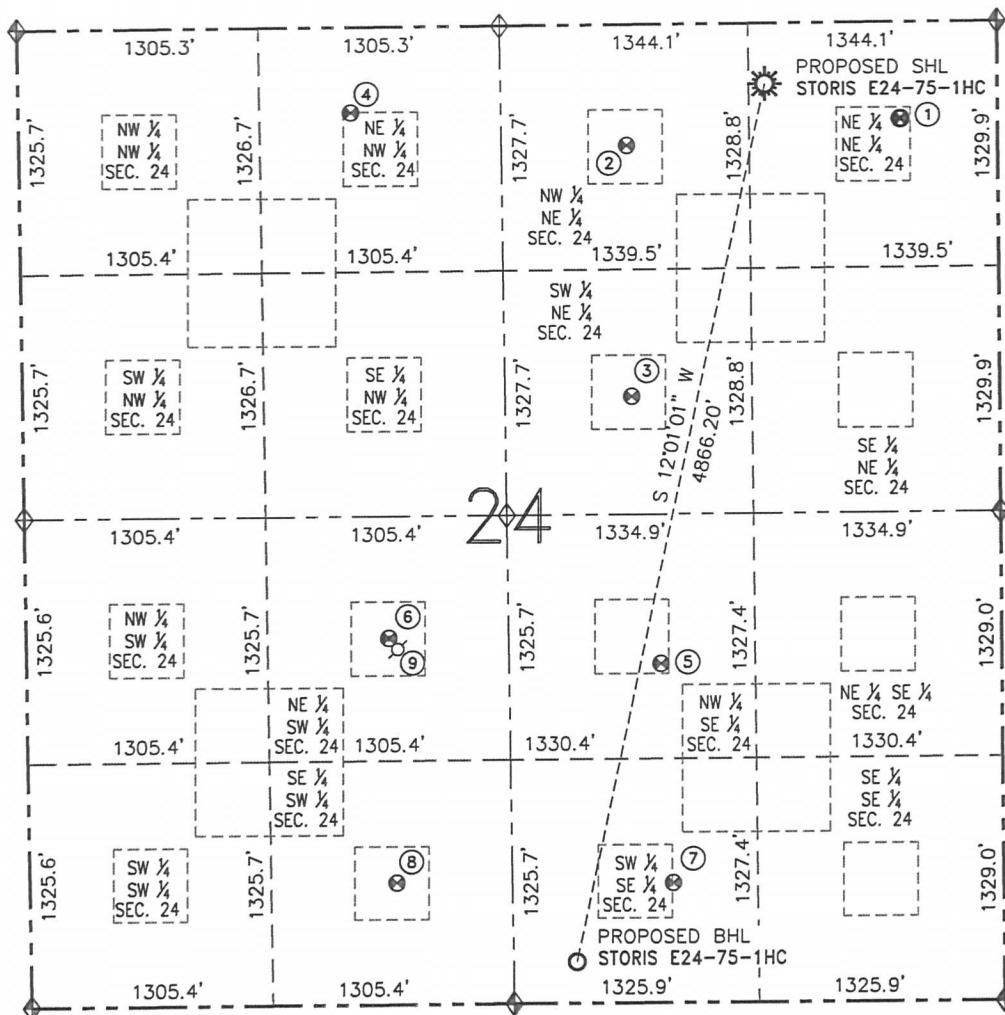 1305.3'
1305.3'
1344.1'
1344.1'
PROPOSED SHL
STORIS E24-75-1HC
④
①
②
NW ¼
NW ¼
SEC. 24
NE ¼
NW ¼
SEC. 24
NE ¼
NE ¼
SEC. 24
1325.7'
1326.7'
1327.7'
1328.8'
1329.9'
NW ¼
NE ¼
SEC. 24
1305.4'
1305.4'
1339.5'
1339.5'
SW ¼
NE ¼
SEC. 24
③
SW ¼
NW ¼
SEC. 24
SE ¼
NW ¼
SEC. 24
1325.7'
1326.7'
1327.7'
1328.8'
1329.9'
S 12°01'01" W
4866.20'
SE ¼
NE ¼
SEC. 24
24
1305.4'
1305.4'
1334.9'
1334.9'
⑥
⑨
⑤
NW ¼
SW ¼
SEC. 24
1325.6'
1325.7'
1325.7'
1327.4'
1329.0'
NE ¼
SW ¼
SEC. 24
NW ¼
SE ¼
SEC. 24
NE ¼ SE ¼
SEC. 24
1305.4'
1305.4'
1330.4'
1330.4'
SE ¼
SW ¼
SEC. 24
SE ¼
SE ¼
SEC. 24
⑧
⑦
SW ¼
SW ¼
SEC. 24
SW ¼
SE ¼
SEC. 24
1325.6'
1325.7'
1325.7'
1327.4'
1329.0'
PROPOSED BHL
STORIS E24-75-1HC
1305.4'
1305.4'
1325.9'
1325.9'